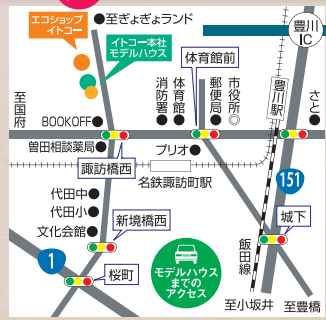 エコショップ
イトコー
至ぎょぎょランド
豊川
IC
イトコー本社
モデルハウス
体育館前
至国府
消防署
体育館
郵便局
市役所
豊川駅
さと
BOOKOFF
曽田相談薬局
プリオ
諏訪橋西
名鉄諏訪町駅
151
代田中
代田小
新境橋西
文化会館
城下
1
モデルハウス
までの
アクセス
飯田線
桜町
至小坂井
至豊橋